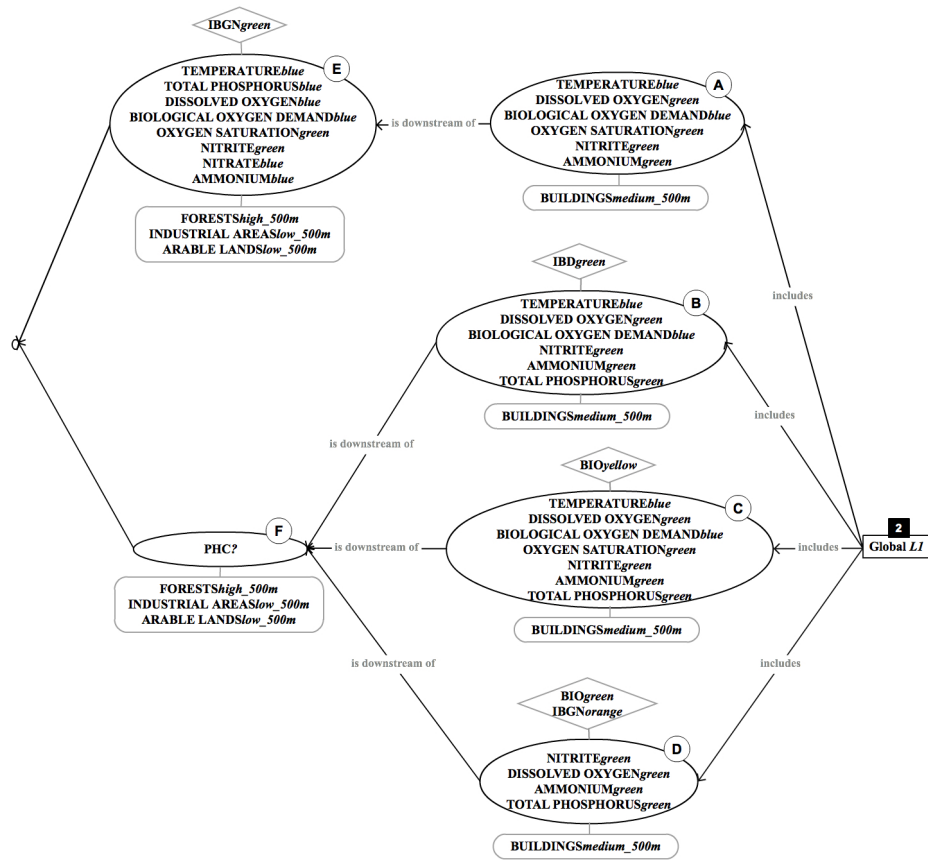 IBGNgreen
E
TEMPERATUREblue
TOTAL PHOSPHORUSblue
DISSOLVED OXYGENblue
BIOLOGICAL OXYGEN DEMANDblue
OXYGEN SATURATIONgreen
NITRITEgreen
NITRATEblue
AMMONIUMblue
FORESTShigh_500m
INDUSTRIAL AREASlow_500m
ARABLE LANDSlow_500m
is downstream of
A
TEMPERATUREblue
DISSOLVED OXYGENgreen
BIOLOGICAL OXYGEN DEMANDblue
OXYGEN SATURATIONgreen
NITRITEgreen
AMMONIUMgreen
BUILDINGSmedium_500m
includes
IBDgreen
B
TEMPERATUREblue
DISSOLVED OXYGENgreen
BIOLOGICAL OXYGEN DEMANDblue
NITRITEgreen
AMMONIUMgreen
TOTAL PHOSPHORUSgreen
BUILDINGSmedium_500m
includes
is downstream of
BIOyellow
C
TEMPERATUREblue
DISSOLVED OXYGENgreen
BIOLOGICAL OXYGEN DEMANDblue
OXYGEN SATURATIONgreen
NITRITEgreen
AMMONIUMgreen
TOTAL PHOSPHORUSgreen
BUILDINGSmedium_500m
is downstream of
includes
2
Global L1
F
PHC?
FORESTShigh_500m
INDUSTRIAL AREASlow_500m
ARABLE LANDSlow_500m
is downstream of
includes
BIOgreen
IBGNorange
D
NITRITEgreen
DISSOLVED OXYGENgreen
AMMONIUMgreen
TOTAL PHOSPHORUSgreen
BUILDINGSmedium_500m